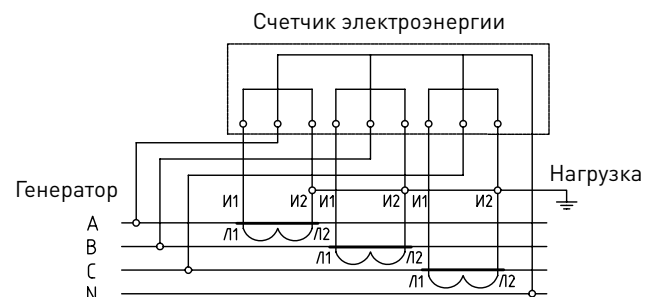 Счетчик электроэнергии
Нагрузка
Генератор
И1 И2 И1 И2 И1 И2
A
Л1 Л2
B
Л1 Л2
C
Л1 Л2
N